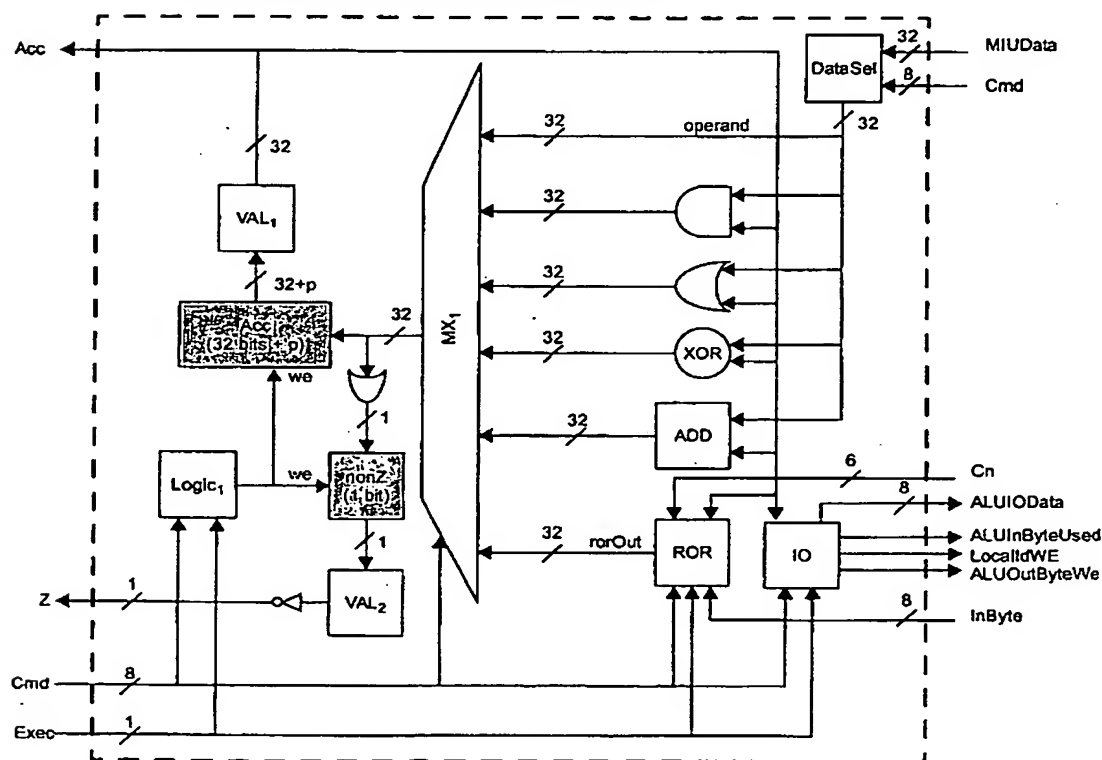 Acc
32
MIUData
DataSel
8
Cmd
32
32
operand
32
VAL1
32
32+p
32
Acc
(32 bits + p)
we
32
MX1
32
XOR
1
32
ADD
6
Cn
Logic1
we
nonZ
(1 bit)
8
ALUIOData
1
32
rorOut
ROR
IO
ALUInByteUsed
LocalIdWE
ALUOutByteWe
Z
1
VAL2
8
InByte
Cmd
8
Exec
1